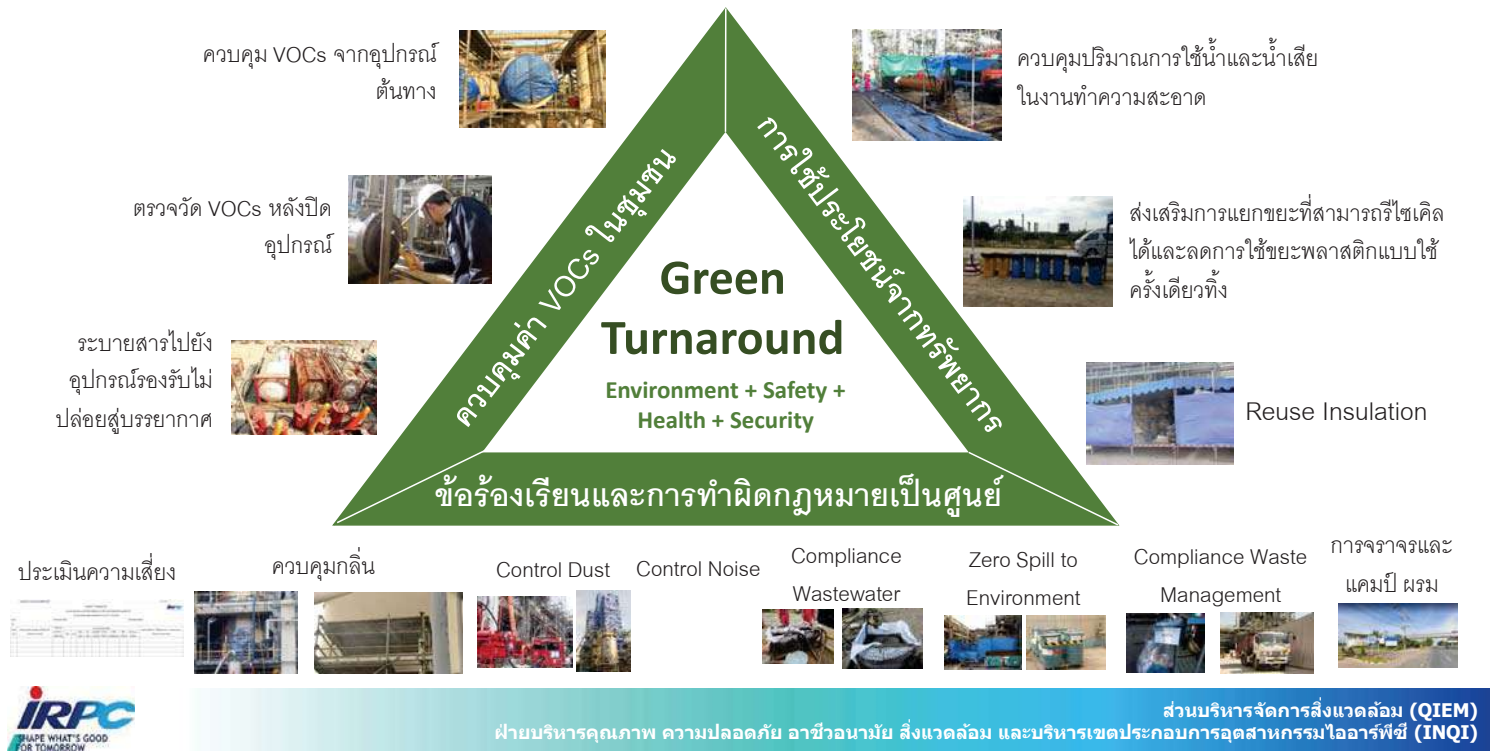 ควบคุม VOCs จากอุปกรณ์
ต้นทาง
ตรวจวัด VOCs หลังปิด
อุปกรณ์
ระบายสารไปยัง
อุปกรณ์รองรับไม่
ปล่อยสู่บรรยากาศ
ควบคุมค่า VOCs ในชุมชน
การใช้ประโยชน์จากทรัพยากร
Green
Turnaround
Environment + Safety +
Health + Security
ข้อร้องเรียนและการทำผิดกฎหมายเป็นศูนย์
ควบคุมปริมาณการใช้น้ำและน้ำเสีย
ในงานทำความสะอาด
ส่งเสริมการแยกขยะที่สามารถรีไซเคิล
ได้และลดการใช้ขยะพลาสติกแบบใช้
ครั้งเดียวทิ้ง
Reuse Insulation
ประเมินความเสี่ยง
ควบคุมกลิ่น
Control Dust
Control Noise
Compliance
Wastewater
Zero Spill to
Environment
Compliance Waste
Management
การจราจรและ
แคมป์ ผรม
IRPC
SHAPE WHAT'S GOOD
FOR TOMORROW
ส่วนบริหารจัดการสิ่งแวดล้อม (QIEM)
ฝ่ายบริหารคุณภาพ ความปลอดภัย อาชีวอนามัย สิ่งแวดล้อม และบริหารเขตประกอบการอุตสาหกรรมไออาร์พีซี (INQI)